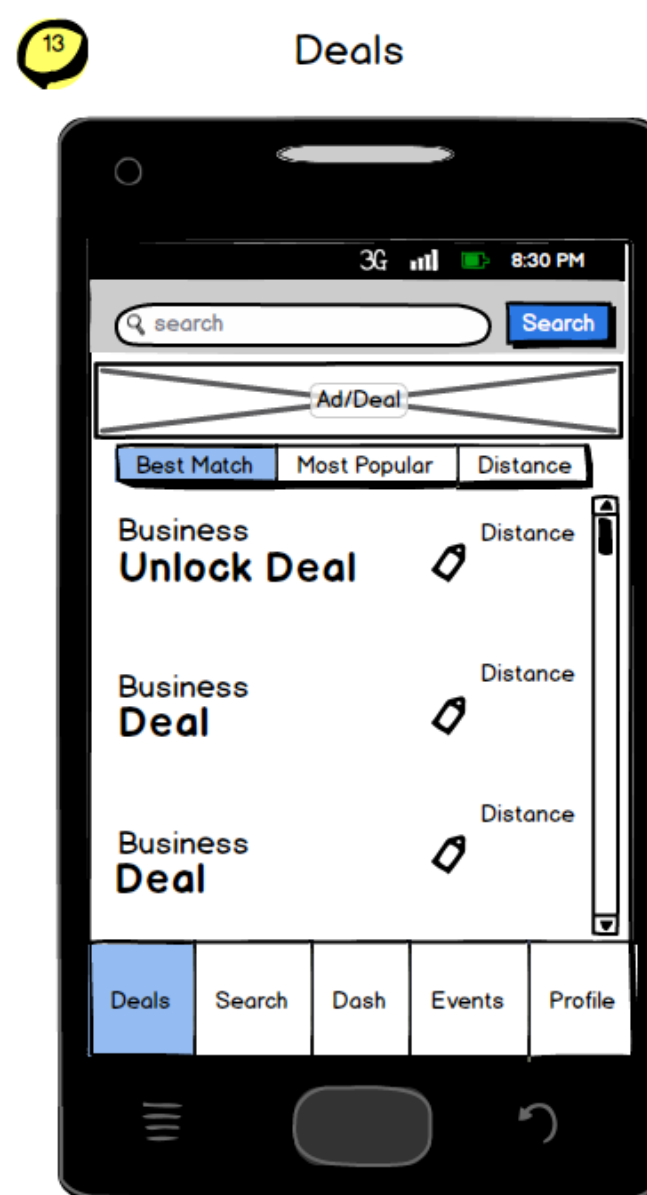 13
Deals
3G 8:30 PM
search Search
Ad/Deal
Best Match Most Popular Distance
Business Distance
Unlock Deal
Distance
Business
Deal
Distance
Business
Deal
Deals Search Dash Events Profile